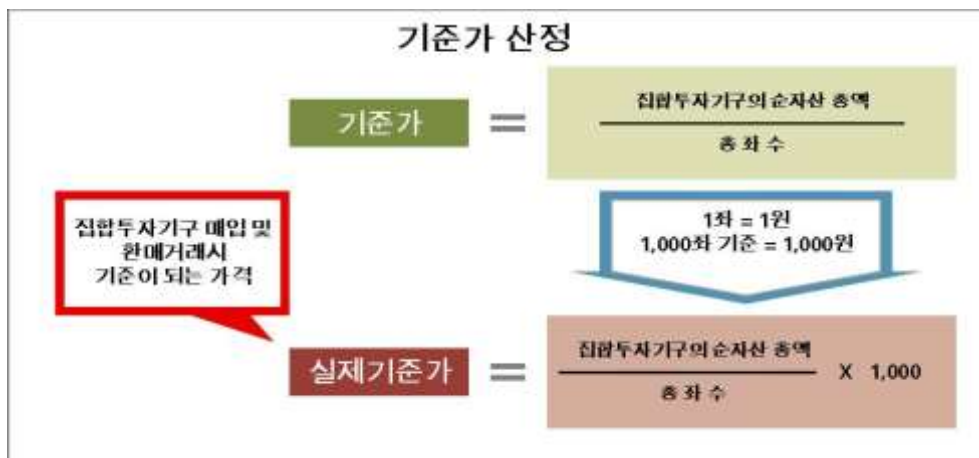 기준가 산정
기준가 =
집합투자기구의 순자산 총액
총 좌 수
집합투자기구 매입 및
환매거래시
기준이 되는 가격
1좌 = 1원
1,000좌 기준 = 1,000원
실제기준가 =
집합투자기구의 순자산 총액
총 좌 수
X 1,000